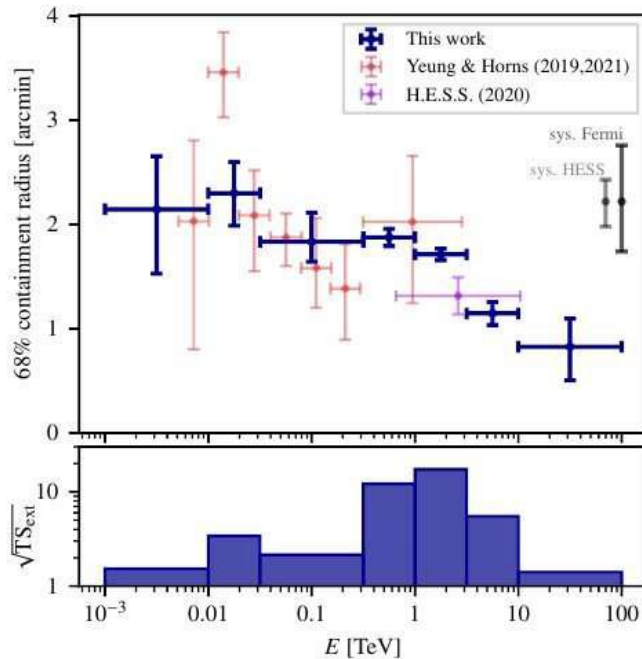 4
3
2
1
0
68% containment radius [arcmin]
This work
Yeung & Horns (2019,2021)
H.E.S.S. (2020)
sys. Fermi
sys. HESS
10
1
√TS_ext
10⁻³ 0.01 0.1 1 10 100
E [TeV]